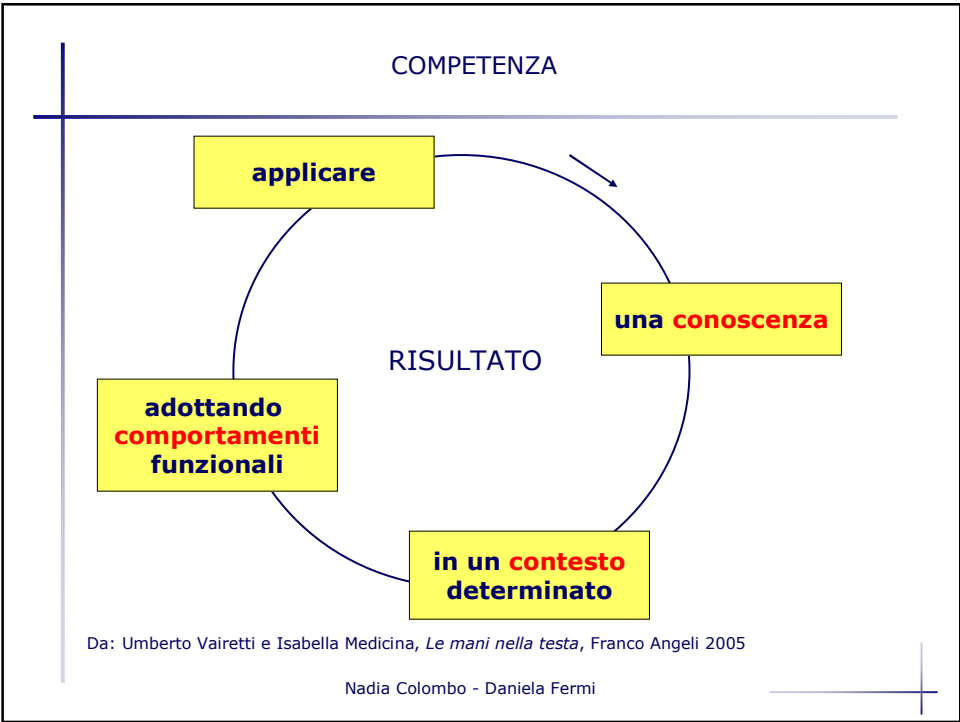 COMPETENZA
applicare
una conoscenza
RISULTATO
adottando
comportamenti
funzionali
in un contesto
determinato
Da: Umberto Vairetti e Isabella Medicina, Le mani nella testa, Franco Angeli 2005
Nadia Colombo - Daniela Fermi